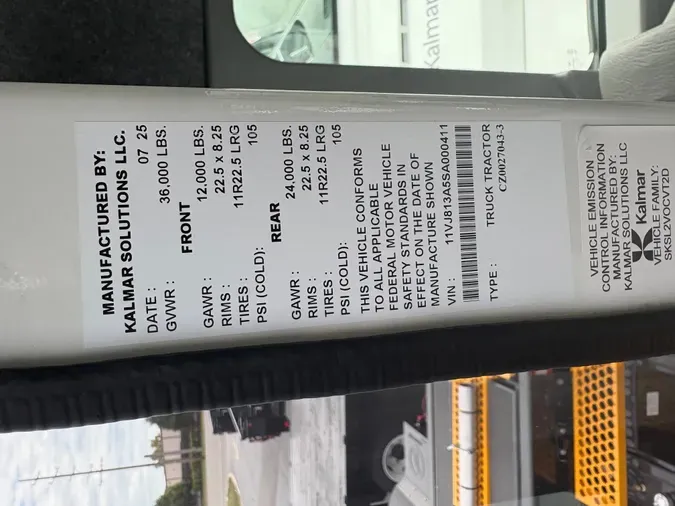 MANUFACTURED BY:
KALMAR SOLUTIONS LLC.
DATE : 07 25
GVWR : 36,000 LBS.
FRONT
GAWR : 12,000 LBS.
RIMS : 22.5 x 8.25
TIRES : 11R22.5 LRG
PSI (COLD): 105
REAR
GAWR : 24,000 LBS.
RIMS : 22.5 x 8.25
TIRES : 11R22.5 LRG
PSI (COLD): 105
THIS VEHICLE CONFORMS
TO ALL APPLICABLE
FEDERAL MOTOR VEHICLE
SAFETY STANDARDS IN
EFFECT ON THE DATE OF
MANUFACTURE SHOWN
VIN : 11VJ813A5SA000411
TYPE : TRUCK TRACTOR
CZ0027043-3
VEHICLE EMISSION
CONTROL INFORMATION
MANUFACTURED BY:
KALMAR SOLUTIONS LLC
Kalmar
VEHICLE FAMILY:
SKSL2VOCVT2D
Kalmar